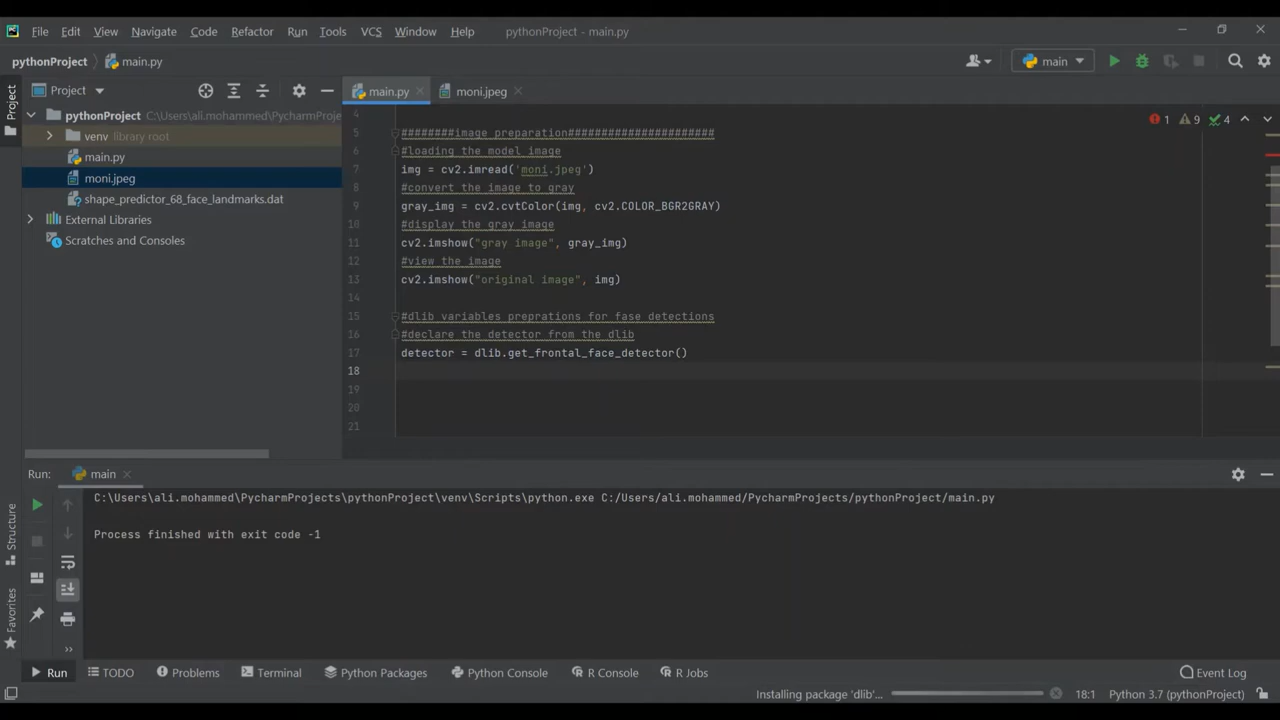 File Edit View Navigate Code Refactor Run Tools VCS Window Help pythonProject - main.py
pythonProject main.py main
Project
Project main.py moni.jpeg
pythonProject C:\Users\ali.mohammed\PycharmProje
venv library root
main.py
moni.jpeg
shape_predictor_68_face_landmarks.dat
External Libraries
Scratches and Consoles
1 9 4
4
5 ########image preparation######################
6 #loading the model image
7 img = cv2.imread('moni.jpeg')
8 #convert the image to gray
9 gray_img = cv2.cvtColor(img, cv2.COLOR_BGR2GRAY)
10 #display the gray image
11 cv2.imshow("gray image", gray_img)
12 #view the image
13 cv2.imshow("original image", img)
14
15 #dlib variables preprations for fase detections
16 #declare the detector from the dlib
17 detector = dlib.get_frontal_face_detector()
18
19
20
21
Run: main
C:\Users\ali.mohammed\PycharmProjects\pythonProject\venv\Scripts\python.exe C:/Users/ali.mohammed/PycharmProjects/pythonProject/main.py
Process finished with exit code -1
Structure
Favorites
Run TODO Problems Terminal Python Packages Python Console R Console R Jobs Event Log
Installing package 'dlib'... 18:1 Python 3.7 (pythonProject)